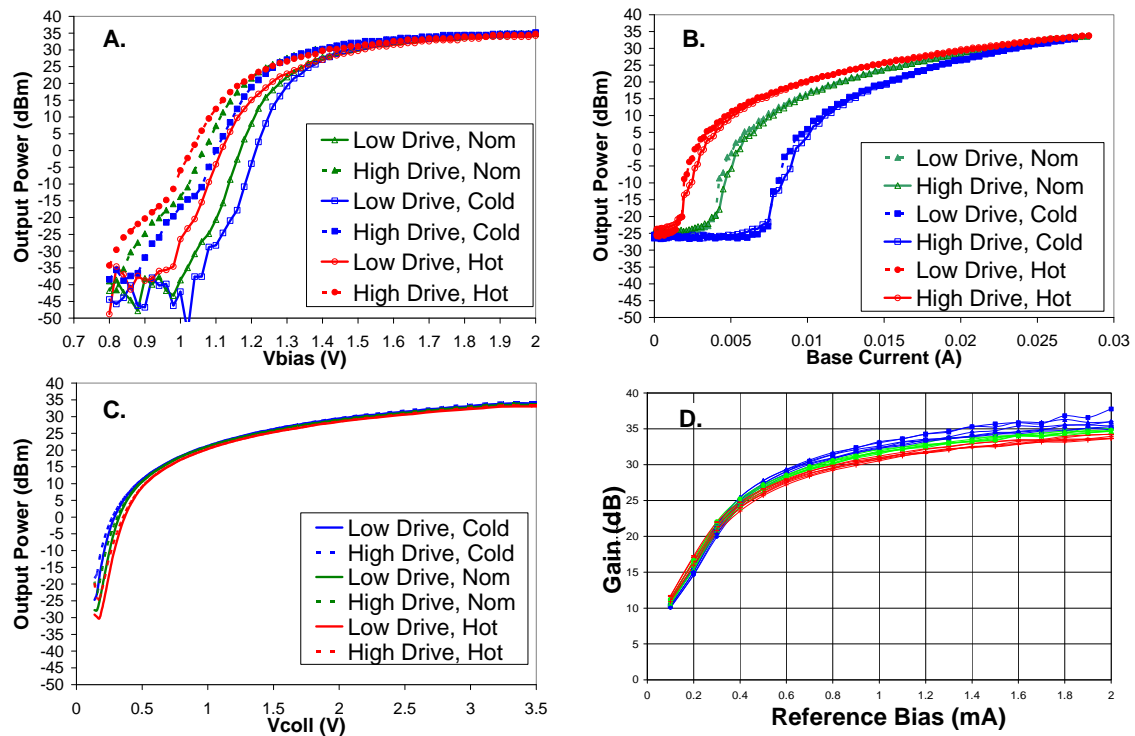 A.
Output Power (dBm)
40
35
30
25
20
15
10
5
0
-5
-10
-15
-20
-25
-30
-35
-40
-45
-50
Low Drive, Nom
High Drive, Nom
Low Drive, Cold
High Drive, Cold
Low Drive, Hot
High Drive, Hot
0.7 0.8 0.9 1 1.1 1.2 1.3 1.4 1.5 1.6 1.7 1.8 1.9 2
Vbias (V)
B.
Output Power (dBm)
40
35
30
25
20
15
10
5
0
-5
-10
-15
-20
-25
-30
-35
-40
-45
-50
Low Drive, Nom
High Drive, Nom
Low Drive, Cold
High Drive, Cold
Low Drive, Hot
High Drive, Hot
0 0.005 0.01 0.015 0.02 0.025 0.03
Base Current (A)
C.
Output Power (dBm)
40
35
30
25
20
15
10
5
0
-5
-10
-15
-20
-25
-30
-35
-40
-45
-50
Low Drive, Cold
High Drive, Cold
Low Drive, Nom
High Drive, Nom
Low Drive, Hot
High Drive, Hot
0 0.5 1 1.5 2 2.5 3 3.5
Vcoll (V)
D.
Gain (dB)
40
35
30
25
20
15
10
5
0
0 0.2 0.4 0.6 0.8 1 1.2 1.4 1.6 1.8 2
Reference Bias (mA)